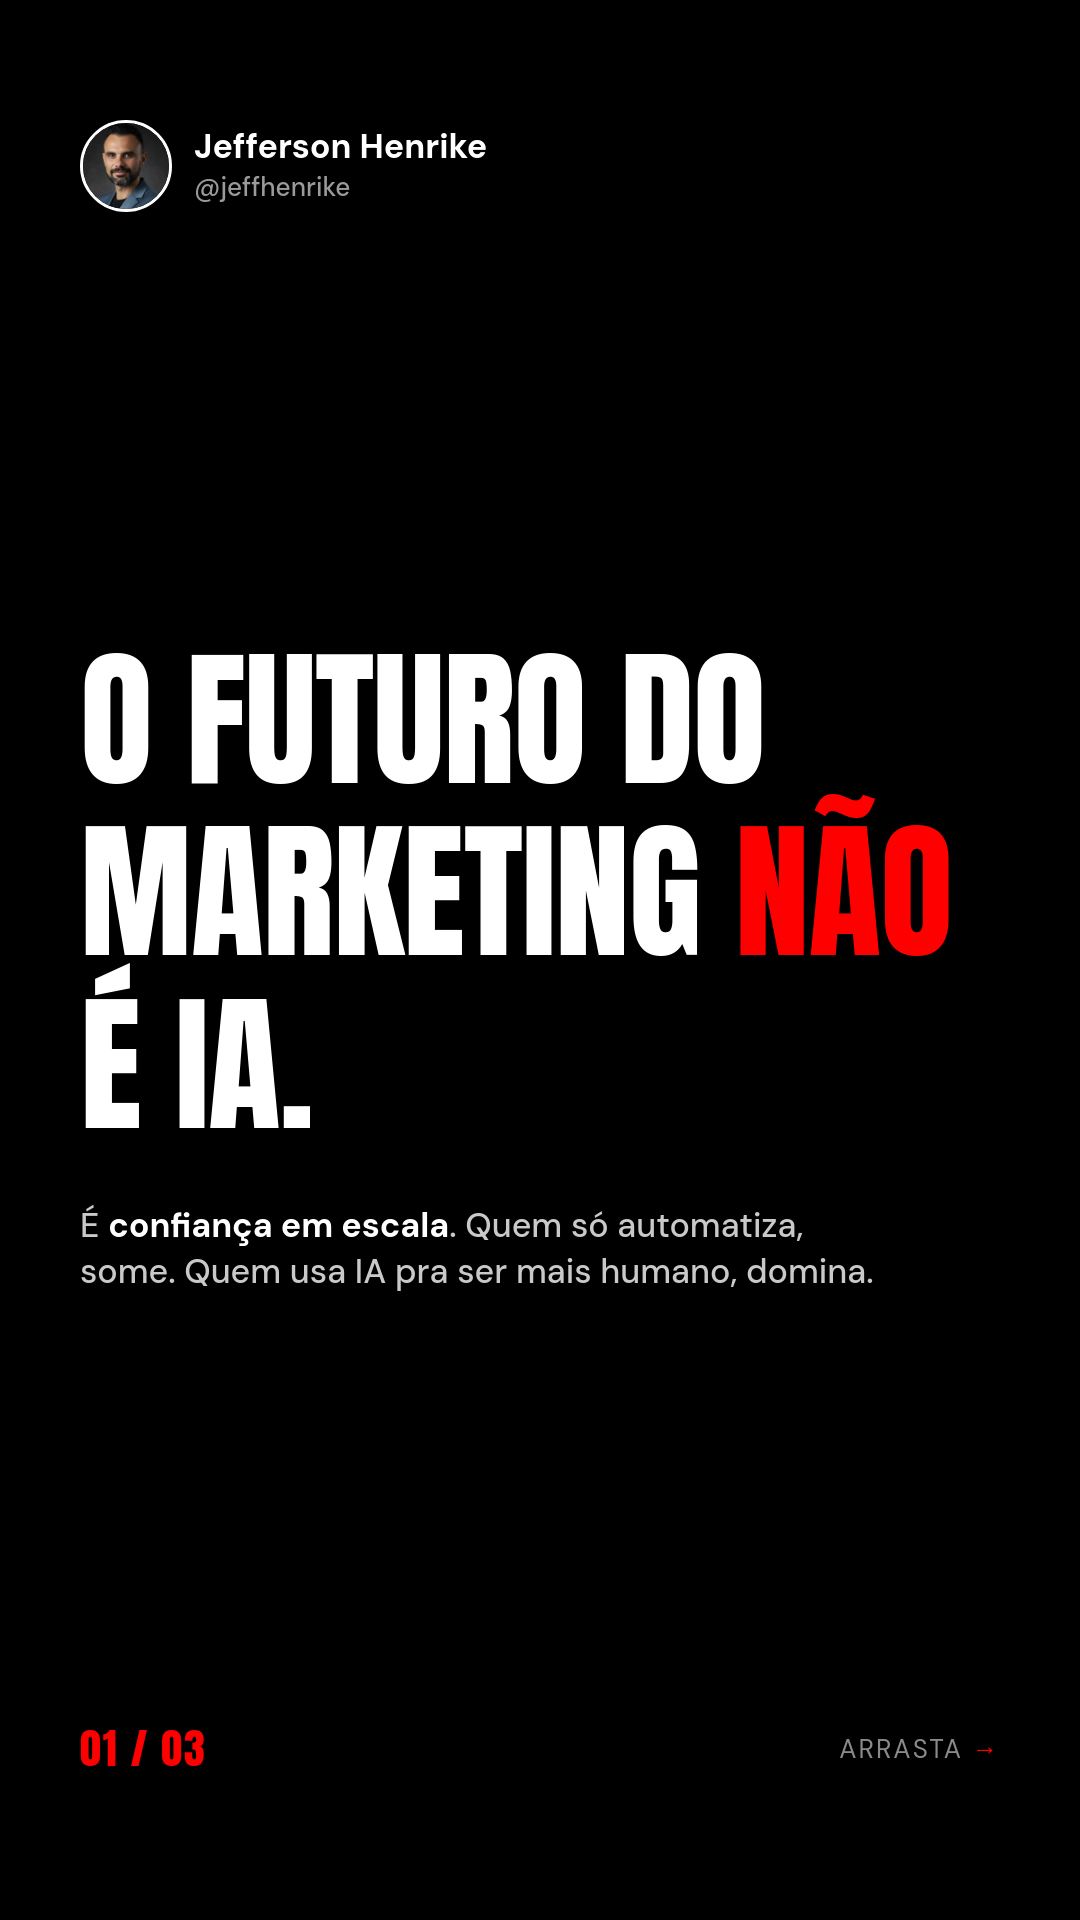 Jefferson Henrike
@jeffhenrike
O FUTURO DO
MARKETING NÃO
É IA.
É confiança em escala. Quem só automatiza,
some. Quem usa IA pra ser mais humano, domina.
01 / 03
ARRASTA →